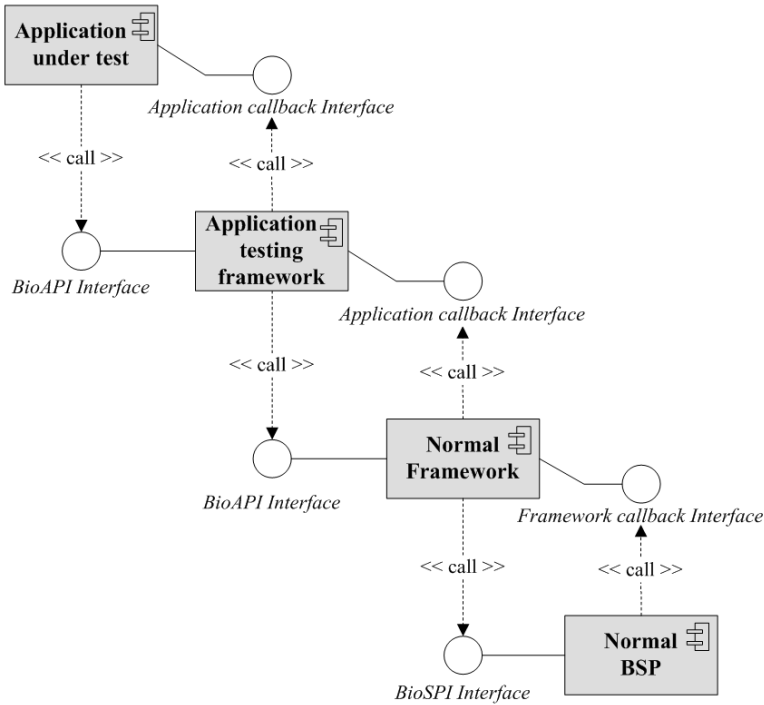 Application
under test
Application callback Interface
<< call >>
<< call >>
Application
testing
framework
BioAPI Interface
Application callback Interface
<< call >>
<< call >>
Normal
Framework
BioAPI Interface
Framework callback Interface
<< call >>
<< call >>
Normal
BSP
BioSPI Interface